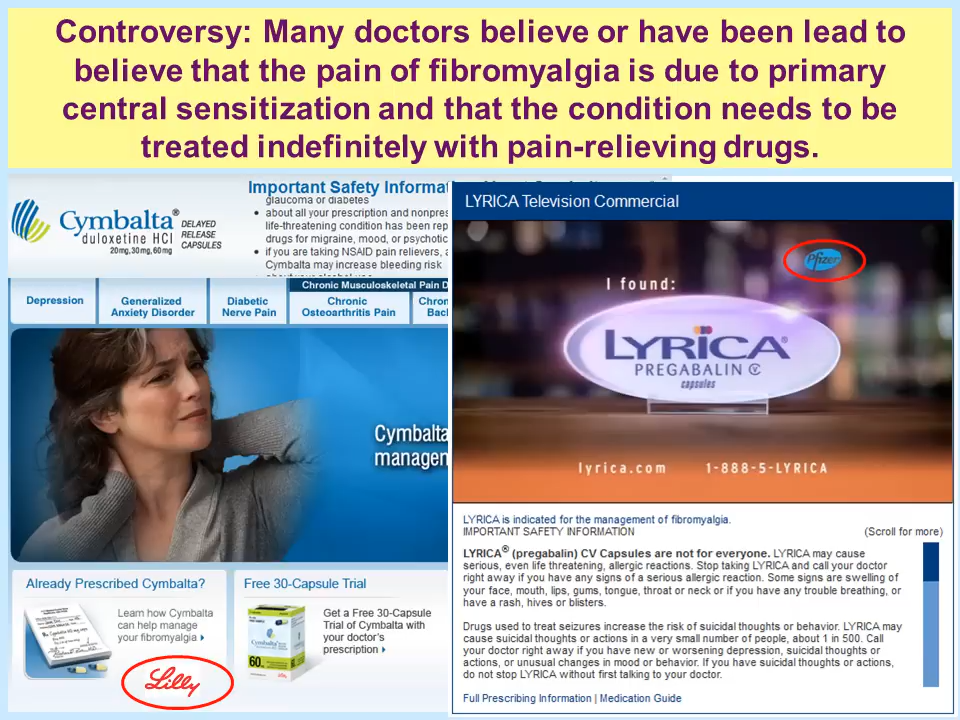 Controversy: Many doctors believe or have been lead to
believe that the pain of fibromyalgia is due to primary
central sensitization and that the condition needs to be
treated indefinitely with pain-relieving drugs.
Important Safety Informat
glaucoma or diabetes
• about all your prescription and nonpres
life-threatening condition has been rep
drugs for migraine, mood, or psychotic
• if you are taking NSAID pain relievers, a
Cymbalta may increase bleeding risk
Cymbalta®
duloxetine HCl
DELAYED
RELEASE
CAPSULES
20mg, 30mg, 60mg
Chronic Musculoskeletal Pain D
Depression
Generalized
Anxiety Disorder
Diabetic
Nerve Pain
Chronic
Osteoarthritis Pain
Chron
Bac
Cymbalta
managem
Already Prescribed Cymbalta?
Learn how Cymbalta
can help manage
your fibromyalgia
Free 30-Capsule Trial
Get a Free 30-Capsule
Trial of Cymbalta with
your doctor's
prescription
Cymbalta
60
Lilly
LYRICA Television Commercial
Pfizer
I found:
LYRICA®
PREGABALIN CV
capsules
lyrica.com 1-888-5-LYRICA
LYRICA is indicated for the management of fibromyalgia.
IMPORTANT SAFETY INFORMATION (Scroll for more)
LYRICA® (pregabalin) CV Capsules are not for everyone. LYRICA may cause
serious, even life threatening, allergic reactions. Stop taking LYRICA and call your doctor
right away if you have any signs of a serious allergic reaction. Some signs are swelling of
your face, mouth, lips, gums, tongue, throat or neck or if you have any trouble breathing, or
have a rash, hives or blisters.
Drugs used to treat seizures increase the risk of suicidal thoughts or behavior. LYRICA may
cause suicidal thoughts or actions in a very small number of people, about 1 in 500. Call
your doctor right away if you have new or worsening depression, suicidal thoughts or
actions, or unusual changes in mood or behavior. If you have suicidal thoughts or actions,
do not stop LYRICA without first talking to your doctor.
Full Prescribing Information | Medication Guide